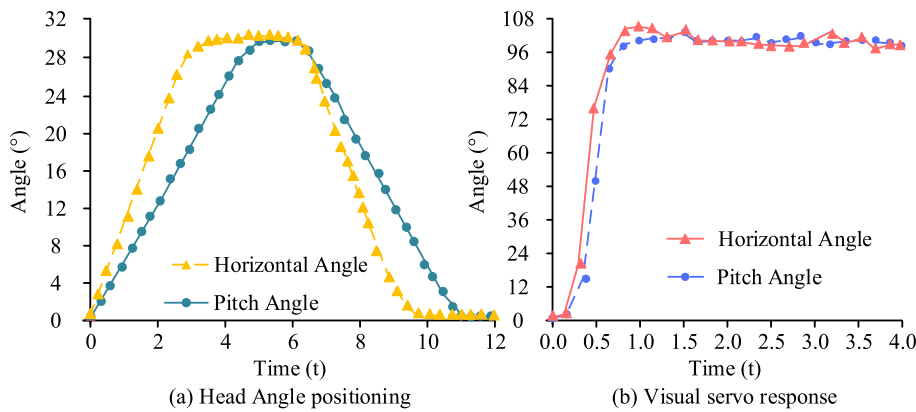 32
24
28
30
16
12
8
4
0
Angle (°)
Horizontal Angle
Pitch Angle
0 2 4 6 8 10 12
Time (t)
(a) Head Angle positioning
108
96
84
72
60
48
36
24
12
0
Angle (°)
Horizontal Angle
Pitch Angle
0.0 0.5 1.0 1.5 2.0 2.5 3.0 3.5 4.0
Time (t)
(b) Visual servo response